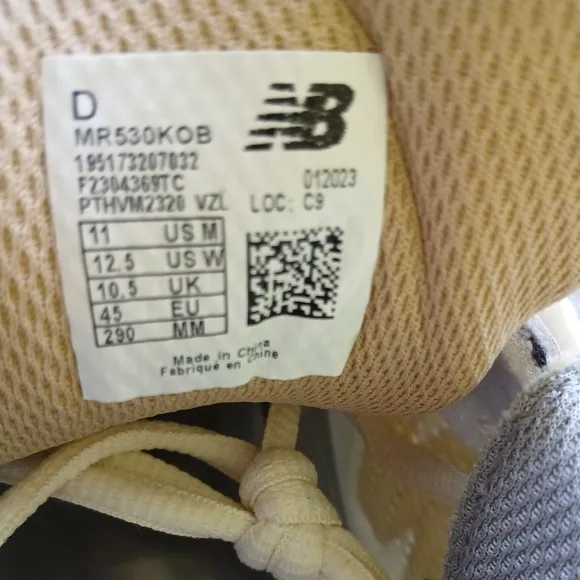 D
NB
MR530KOB
195173207032
F2304369TC 012023
PTHVM2320 VZL LOC: C9
11 US M
12.5 US W
10.5 UK
45 EU
290 MM
Made in China
Fabriqué en Chine